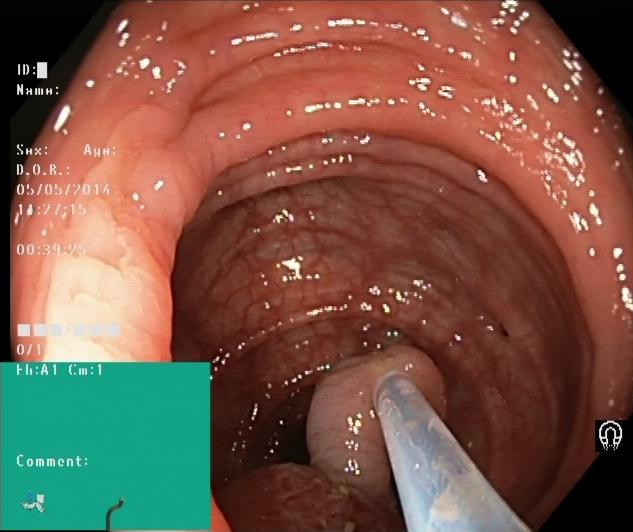 ID:
Name:
Sex: Age:
D.O.B.:
05/05/2014
14:27:15
00:39:25
0/1
Eh:A1 Cm:1
Comment: